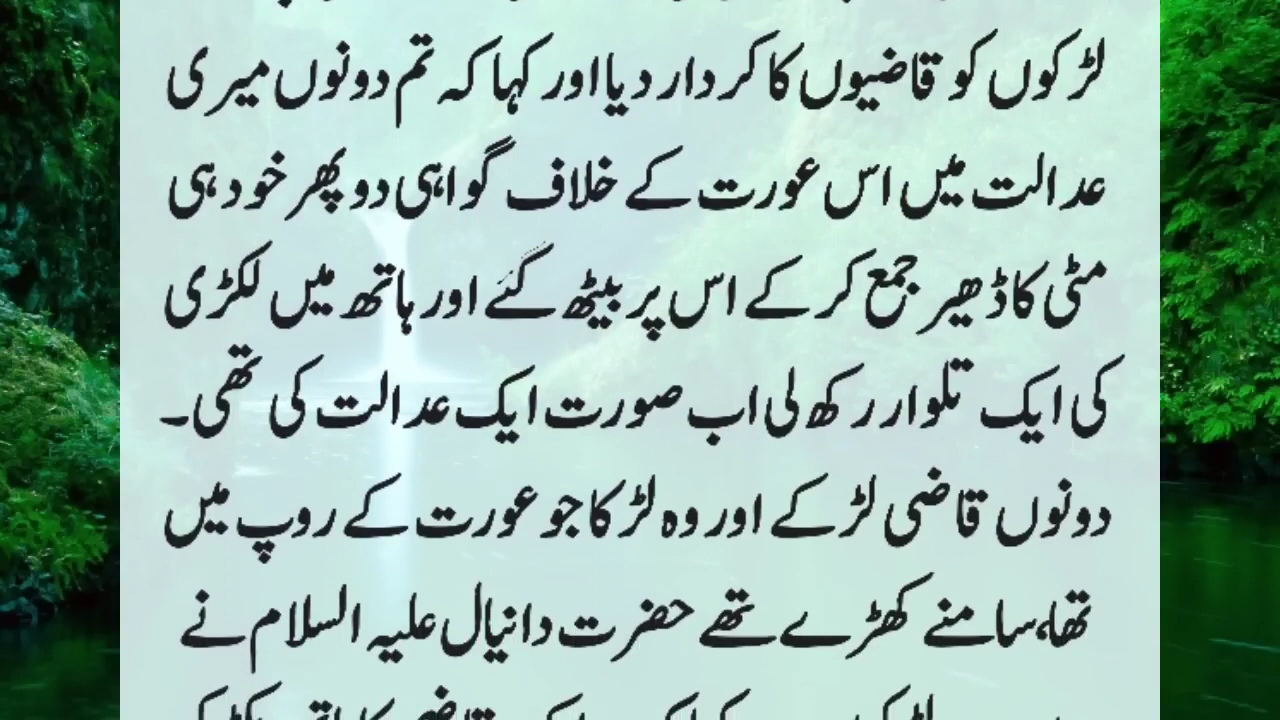 لڑکوں کو قاضیوں کا کردار دیا اور کہا کہ تم دونوں میری
عدالت میں اس عورت کے خلاف گواہی دو پھر خود ہی
مٹی کا ڈھیر جمع کر کے اس پر بیٹھ گئے اور ہاتھ میں لکڑی
کی ایک تلوار رکھ لی اب صورت ایک عدالت کی تھی۔
دونوں قاضی لڑکے اور وہ لڑکا جو عورت کے روپ میں
تھا،سامنے کھڑے تھے حضرت دانیال علیہ السلام نے